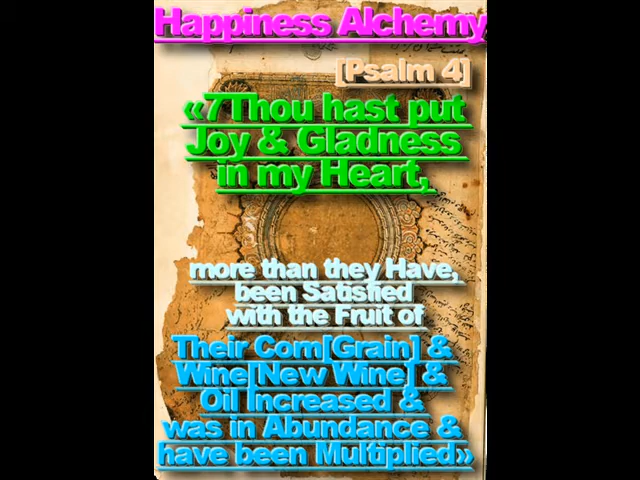 Happiness Alchemy
[Psalm 4]
«7Thou hast put
Joy & Gladness
in my Heart,
more than they Have,
been Satisfied
with the Fruit of
Their Corn[Grain] &
Wine[New Wine] &
Oil Increased &
was in Abundance &
have been Multiplied»